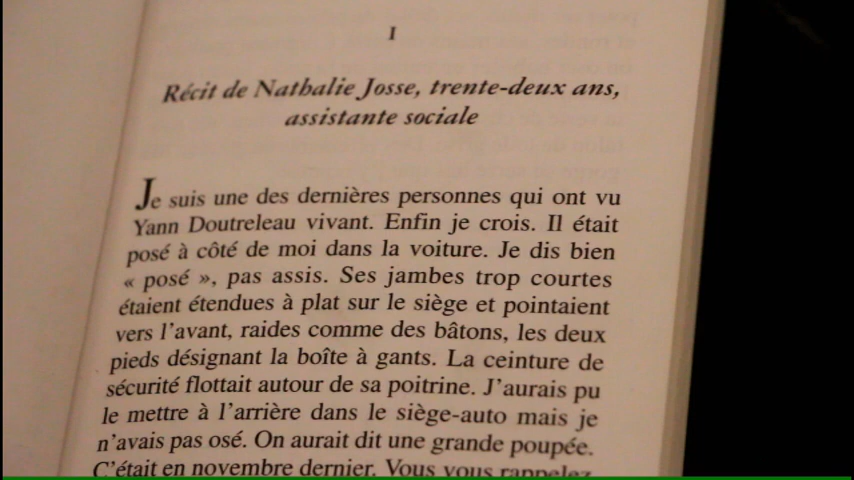 I
Récit de Nathalie Josse, trente-deux ans,
assistante sociale
Je suis une des dernières personnes qui ont vu
Yann Doutreleau vivant. Enfin je crois. Il était
posé à côté de moi dans la voiture. Je dis bien
« posé », pas assis. Ses jambes trop courtes
étaient étendues à plat sur le siège et pointaient
vers l'avant, raides comme des bâtons, les deux
pieds désignant la boîte à gants. La ceinture de
sécurité flottait autour de sa poitrine. J'aurais pu
le mettre à l'arrière dans le siège-auto mais je
n'avais pas osé. On aurait dit une grande poupée.
C'était en novembre dernier. Vous vous rappelez